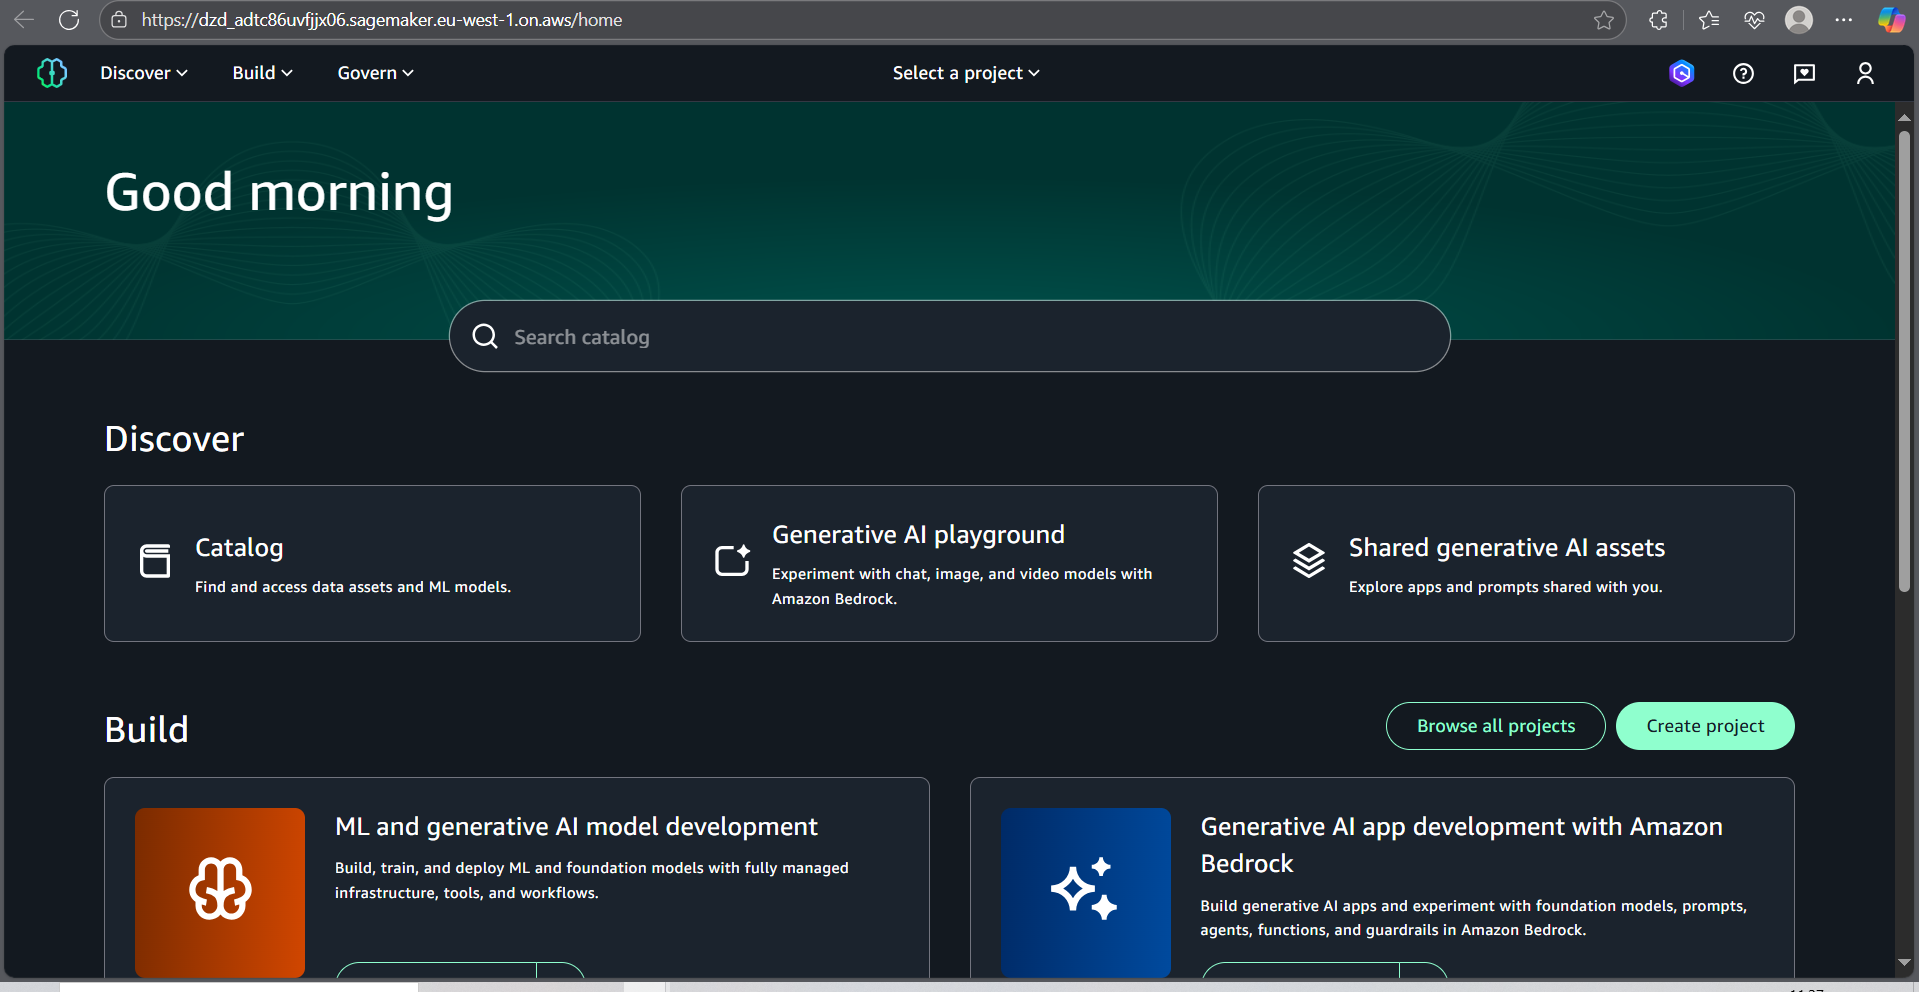 https://dzd_adtc86uvfjjx06.sagemaker.eu-west-1.on.aws/home
Discover
Build
Govern
Select a project
Good morning
Search catalog
Discover
Catalog
Find and access data assets and ML models.
Generative AI playground
Experiment with chat, image, and video models with
Amazon Bedrock.
Shared generative AI assets
Explore apps and prompts shared with you.
Build
Browse all projects
Create project
ML and generative AI model development
Build, train, and deploy ML and foundation models with fully managed
infrastructure, tools, and workflows.
Generative AI app development with Amazon
Bedrock
Build generative AI apps and experiment with foundation models, prompts,
agents, functions, and guardrails in Amazon Bedrock.